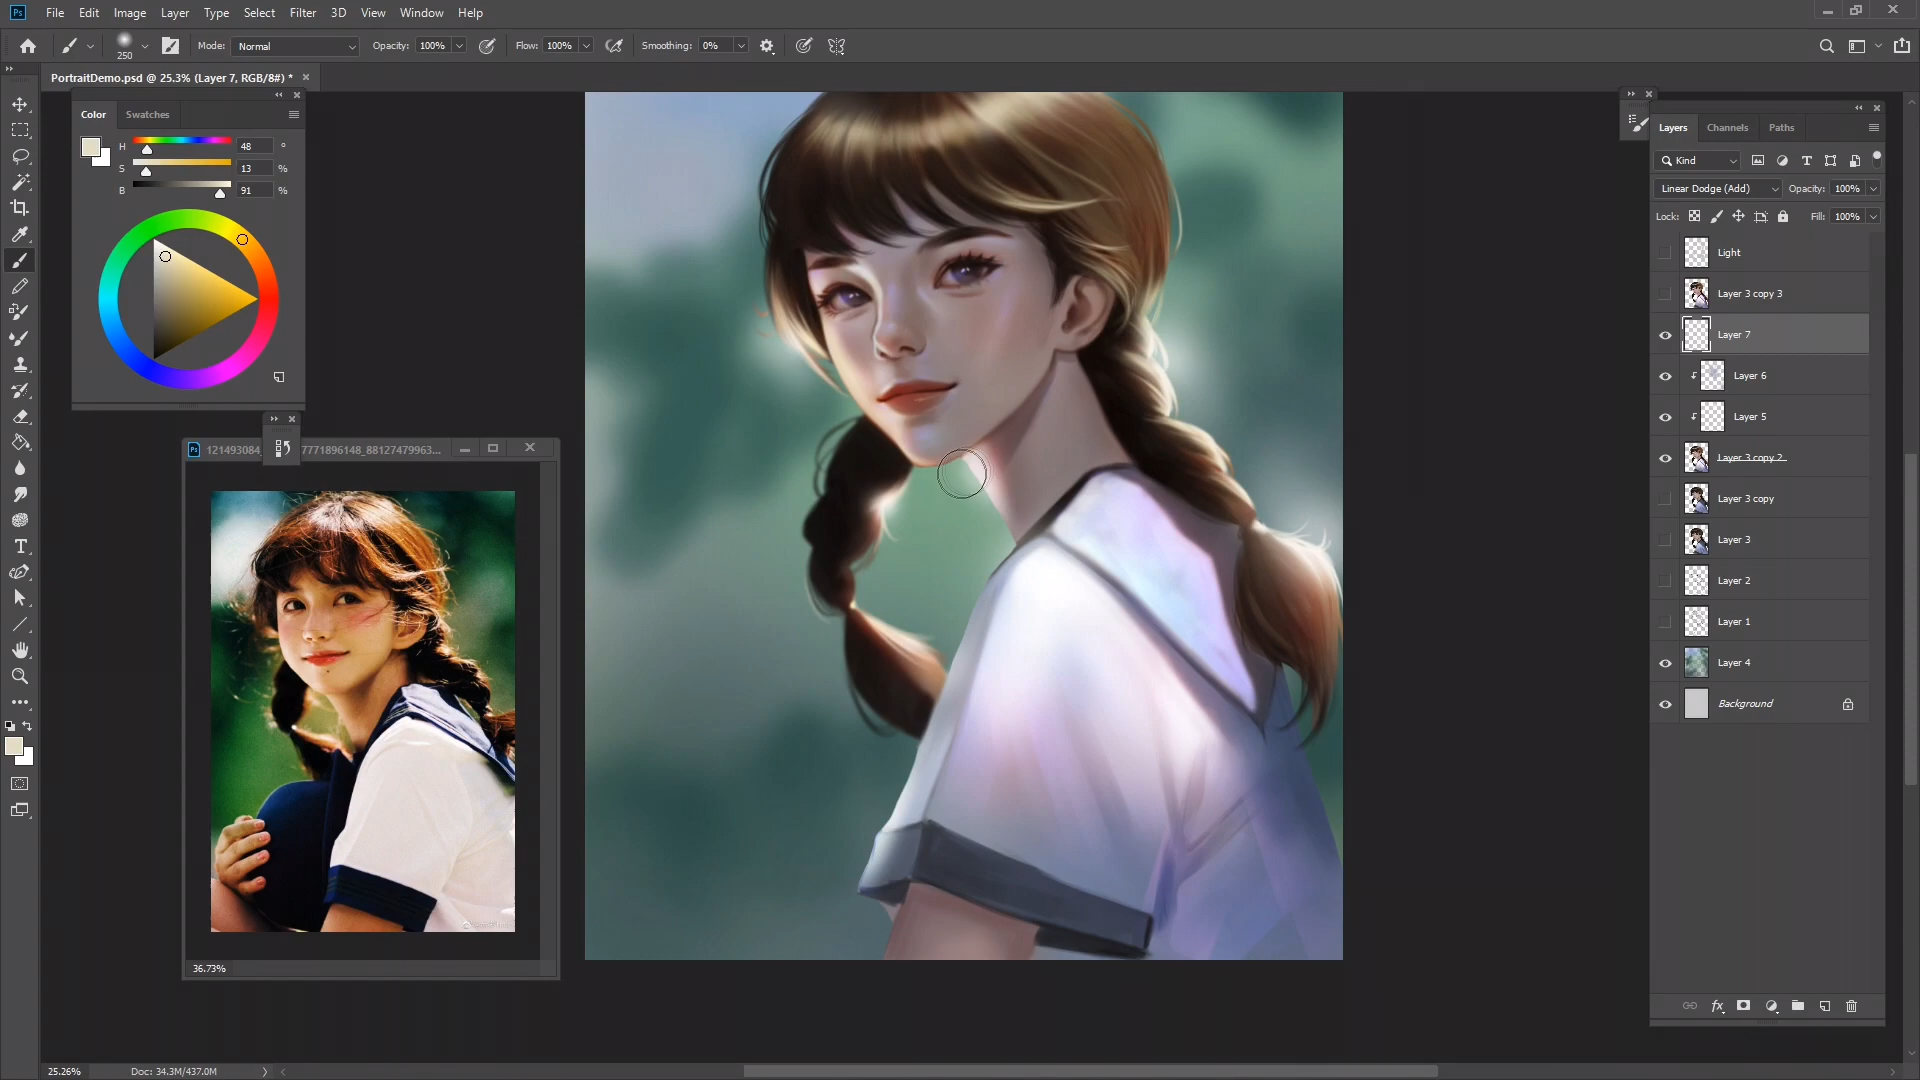 Ps File Edit Image Layer Type Select Filter 3D View Window Help
250 Mode: Normal Opacity: 100% Flow: 100% Smoothing: 0%
PortraitDemo.psd @ 25.3% (Layer 7, RGB/8#) *
Color Swatches
H 48 °
S 13 %
B 91 %
Ps 121493084_ 7771896148_88127479963...
36.73%
Layers Channels Paths
Kind
Linear Dodge (Add) Opacity: 100%
Lock: Fill: 100%
Light
Layer 3 copy 3
Layer 7
Layer 6
Layer 5
Layer 3 copy 2
Layer 3 copy
Layer 3
Layer 2
Layer 1
Layer 4
Background
fx
25.26% Doc: 34.3M/437.0M